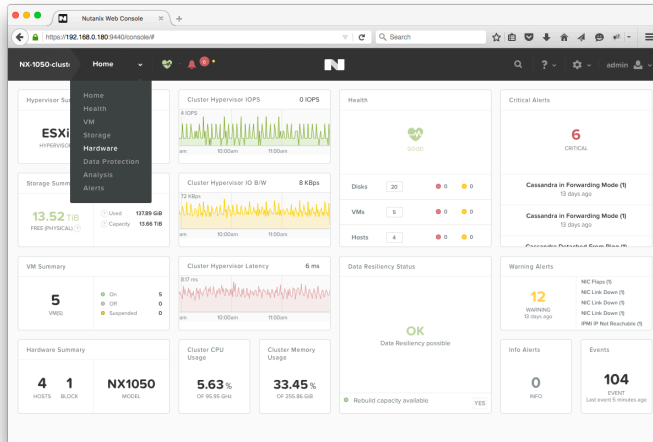 Nutanix Web Console
https://192.168.0.180:9440/console/#
Search
NX-1050-clust
Home
admin
Home
Health
VM
Storage
Hardware
Data Protection
Analysis
Alerts
Hypervisor Su
ESXi
HYPERVISOR
Cluster Hypervisor IOPS
0 IOPS
4 IOPS
am
10:00am
11:00am
Health
GOOD
Disks
20
0
0
VMs
5
0
0
Hosts
4
0
0
Critical Alerts
6
CRITICAL
Cassandra in Forwarding Mode (1)
13 days ago
Cassandra in Forwarding Mode (1)
13 days ago
Cassandra Detached From Ring (1)
Storage Summ
13.52 TiB
FREE (PHYSICAL)
Used 137.89 GiB
Capacity 13.66 TiB
Cluster Hypervisor IO B/W
8 KBps
72 KBps
am
10:00am
11:00am
VM Summary
5
VM(S)
On 5
Off 0
Suspended 0
Cluster Hypervisor Latency
6 ms
8.17 ms
am
10:00am
11:00am
Data Resiliency Status
OK
Data Resiliency possible
Rebuild capacity available
YES
Warning Alerts
12
WARNING
13 days ago
NIC Flaps (1)
NIC Link Down (1)
NIC Link Down (1)
NIC Link Down (1)
IPMI IP Not Reachable (1)
Hardware Summary
4
HOSTS
1
BLOCK
NX1050
MODEL
Cluster CPU
Usage
5.63 %
OF 95.95 GHz
Cluster Memory
Usage
33.45 %
OF 255.86 GiB
Info Alerts
0
INFO
Events
104
EVENT
Last event 5 minutes ago